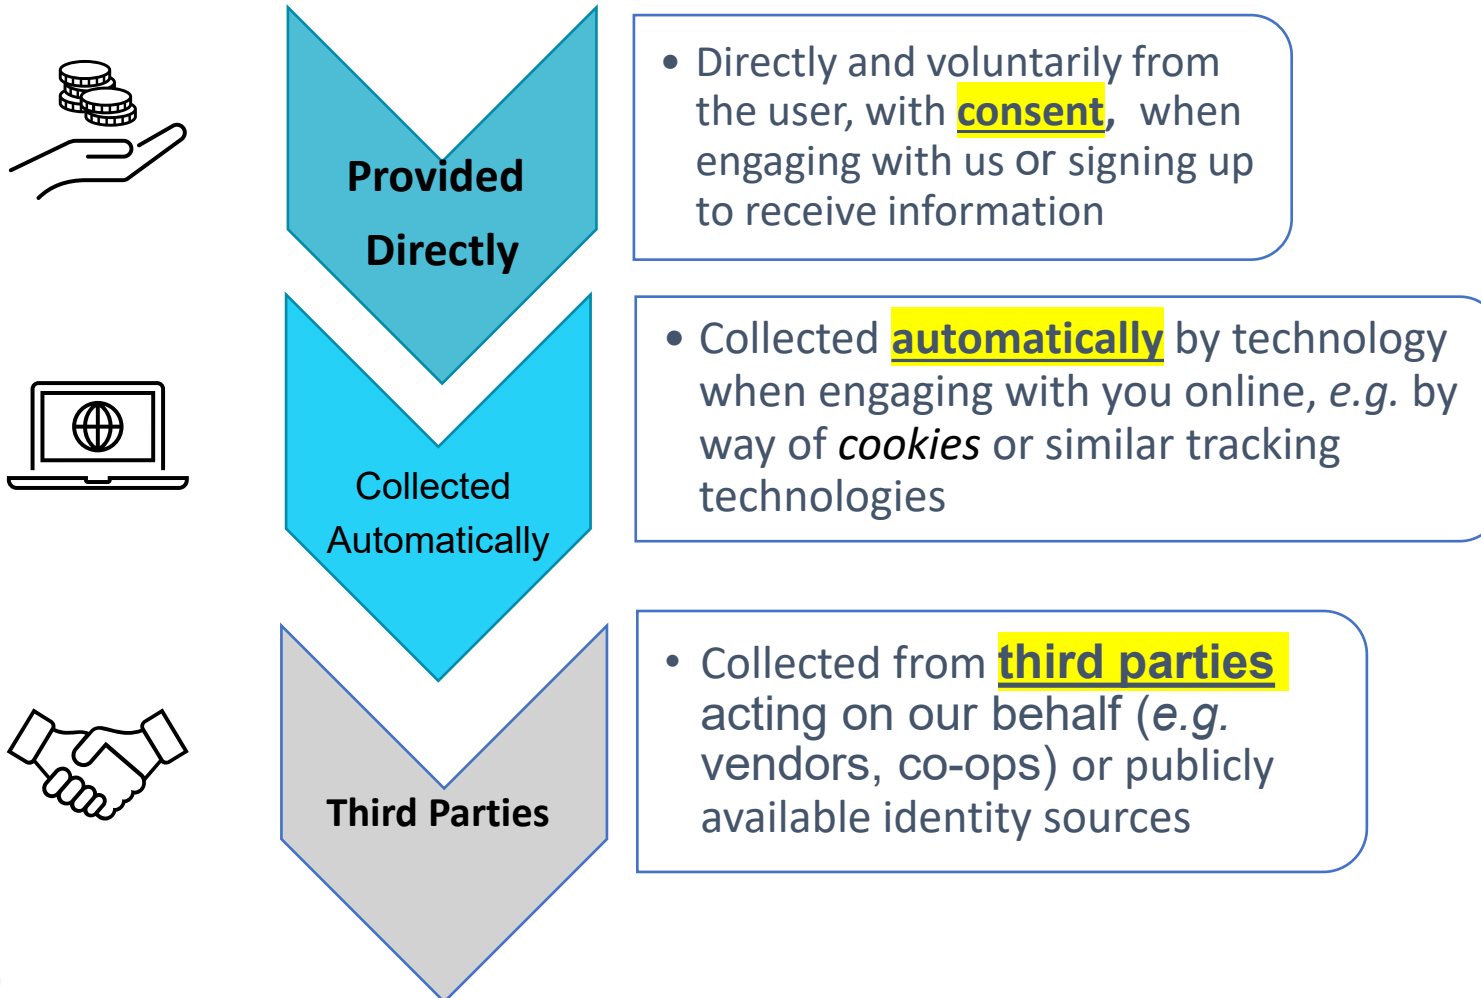 Provided
Directly
• Directly and voluntarily from
the user, with consent, when
engaging with us or signing up
to receive information
Collected
Automatically
• Collected automatically by technology
when engaging with you online, e.g. by
way of cookies or similar tracking
technologies
Third Parties
• Collected from third parties
acting on our behalf (e.g.
vendors, co-ops) or publicly
available identity sources